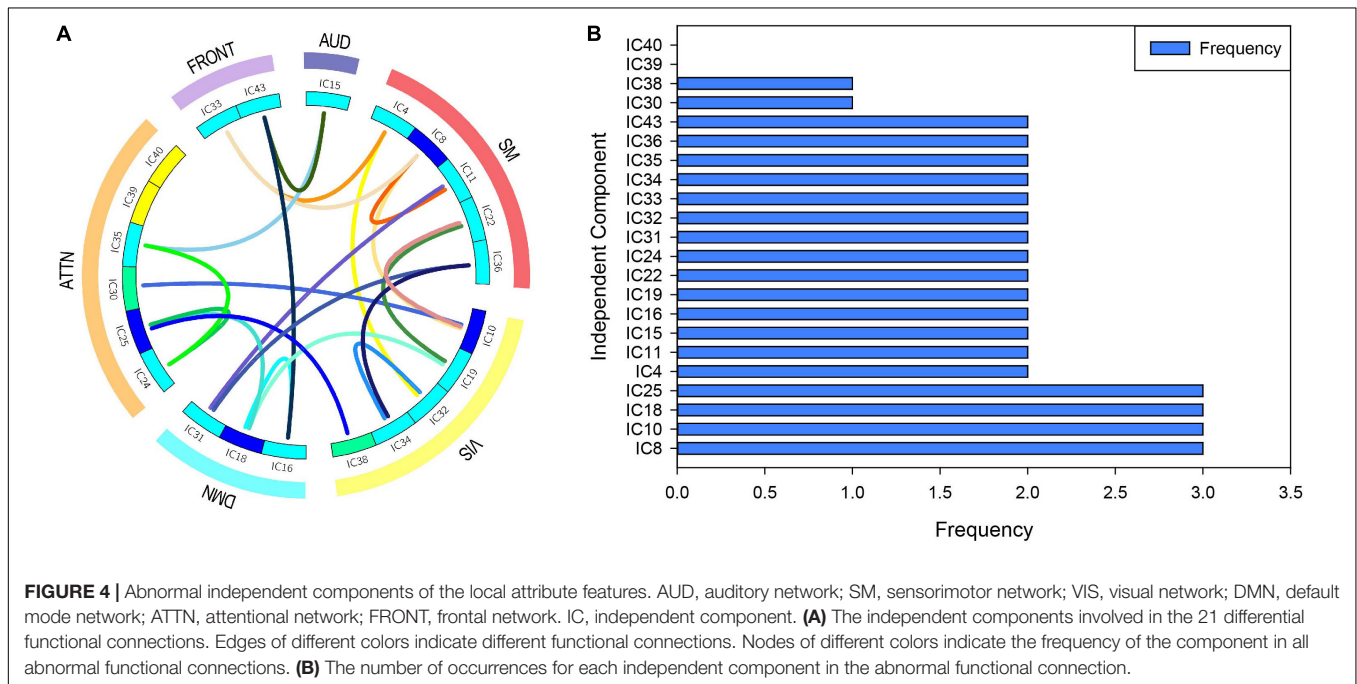 A
AUD
FRONT
SM
VIS
DMN
ATTN
IC15
IC4
IC8
IC11
IC22
IC36
IC10
IC19
IC32
IC34
IC38
IC16
IC18
IC31
IC24
IC25
IC30
IC35
IC39
IC40
IC33
IC43
B
Frequency
IC40
IC39
IC38
IC30
IC43
IC36
IC35
IC34
IC33
IC32
IC31
IC24
IC22
IC19
IC16
IC15
IC11
IC4
IC25
IC18
IC10
IC8
Independent Component
0.0 0.5 1.0 1.5 2.0 2.5 3.0 3.5
Frequency
FIGURE 4 | Abnormal independent components of the local attribute features. AUD, auditory network; SM, sensorimotor network; VIS, visual network; DMN, default
mode network; ATTN, attentional network; FRONT, frontal network. IC, independent component. (A) The independent components involved in the 21 differential
functional connections. Edges of different colors indicate different functional connections. Nodes of different colors indicate the frequency of the component in all
abnormal functional connections. (B) The number of occurrences for each independent component in the abnormal functional connection.